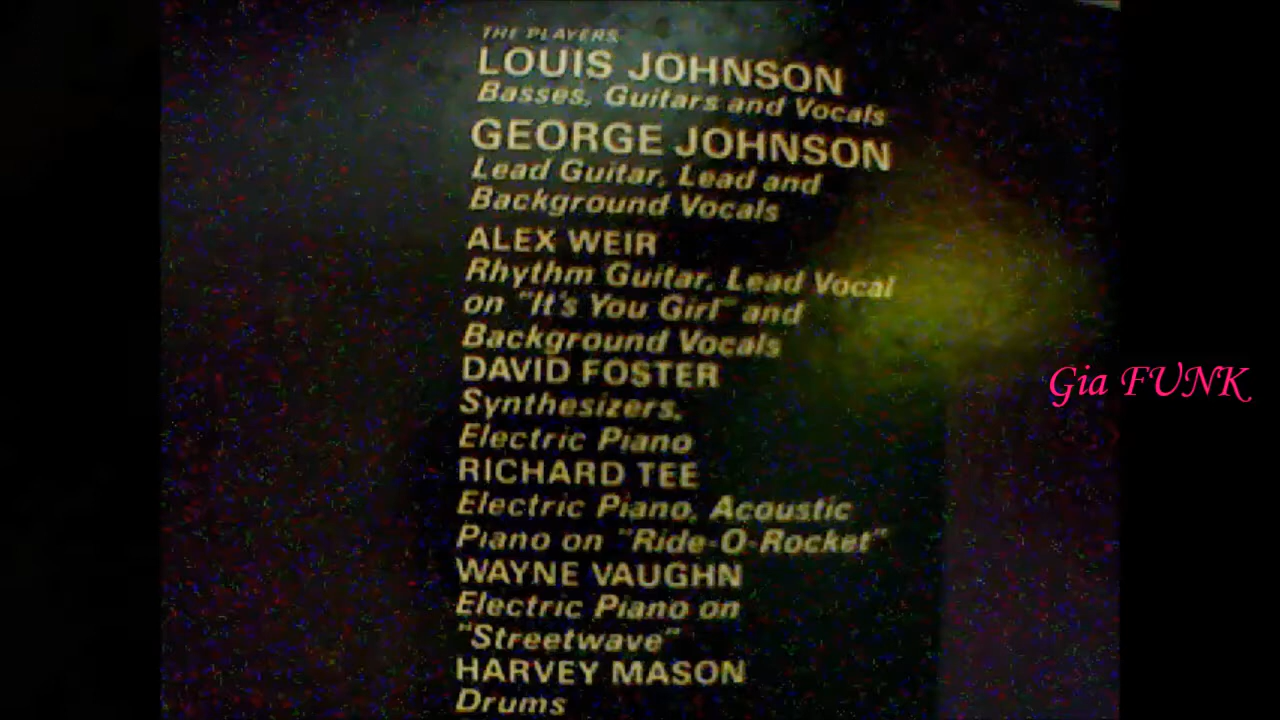 THE PLAYERS
LOUIS JOHNSON
Basses, Guitars and Vocals
GEORGE JOHNSON
Lead Guitar, Lead and
Background Vocals
ALEX WEIR
Rhythm Guitar, Lead Vocal
on "It's You Girl" and
Background Vocals
DAVID FOSTER
Synthesizers,
Electric Piano
RICHARD TEE
Electric Piano, Acoustic
Piano on "Ride-O-Rocket"
WAYNE VAUGHN
Electric Piano on
"Streetwave"
HARVEY MASON
Drums
Gia FUNK